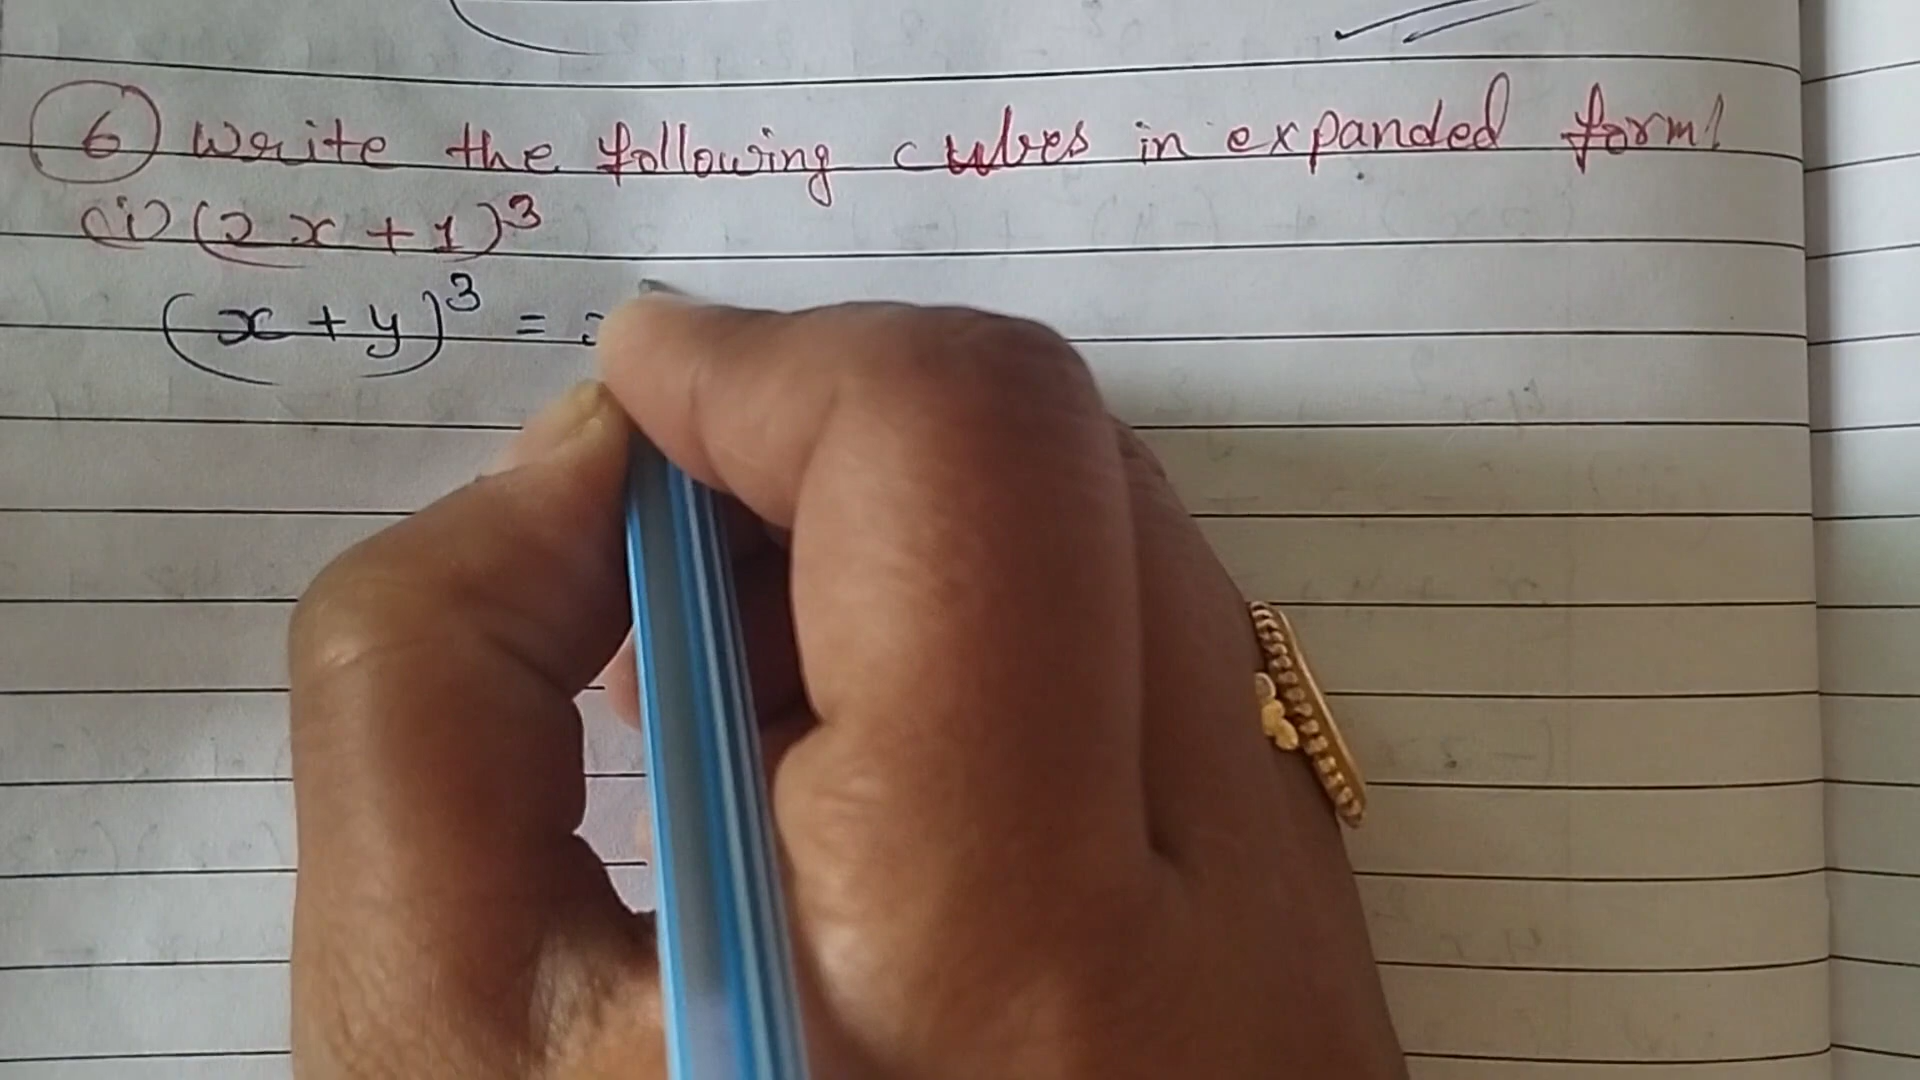 6 Write the following cubes in expanded form:
(i) (2x + 1)³
(x + y)³ =